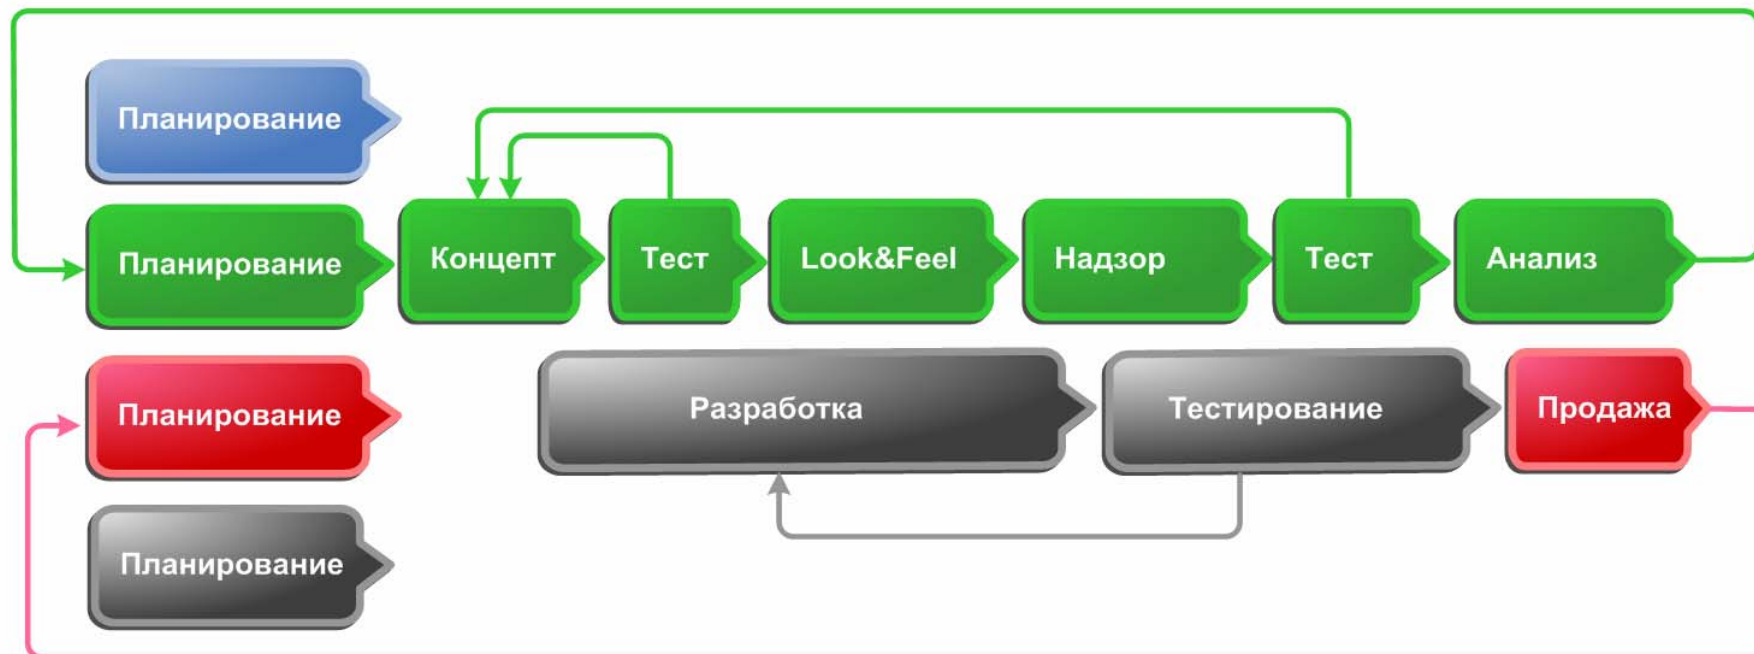 Планирование
Планирование
Концепт
Тест
Look&Feel
Надзор
Тест
Анализ
Планирование
Разработка
Тестирование
Продажа
Планирование